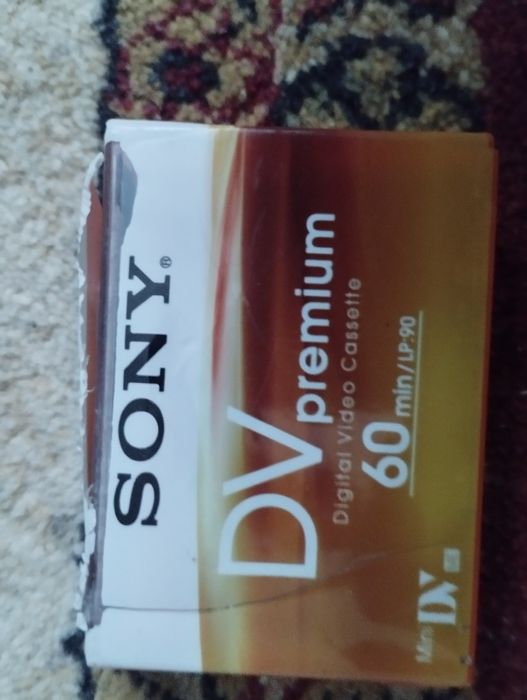 SONY®
DV premium
Digital Video Cassette
60 min/LP:90
Mini DV